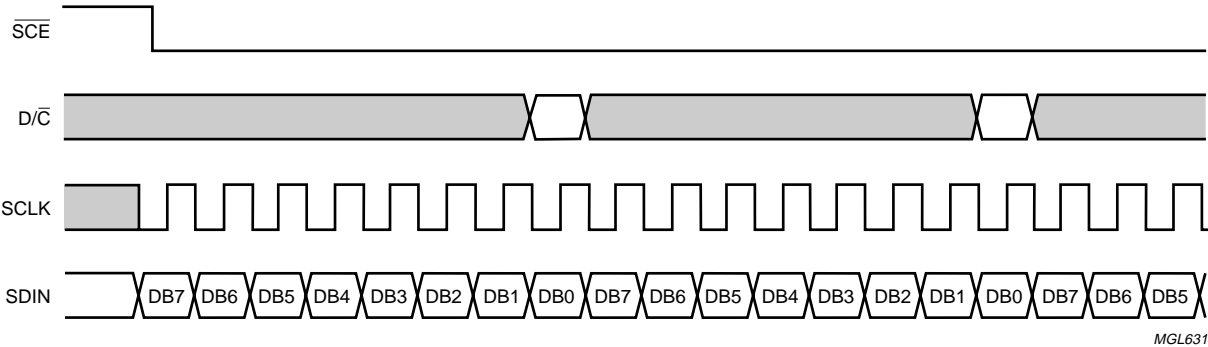 S̅C̅E̅
D/C̅
SCLK
SDIN DB7 DB6 DB5 DB4 DB3 DB2 DB1 DB0 DB7 DB6 DB5 DB4 DB3 DB2 DB1 DB0 DB7 DB6 DB5
MGL631